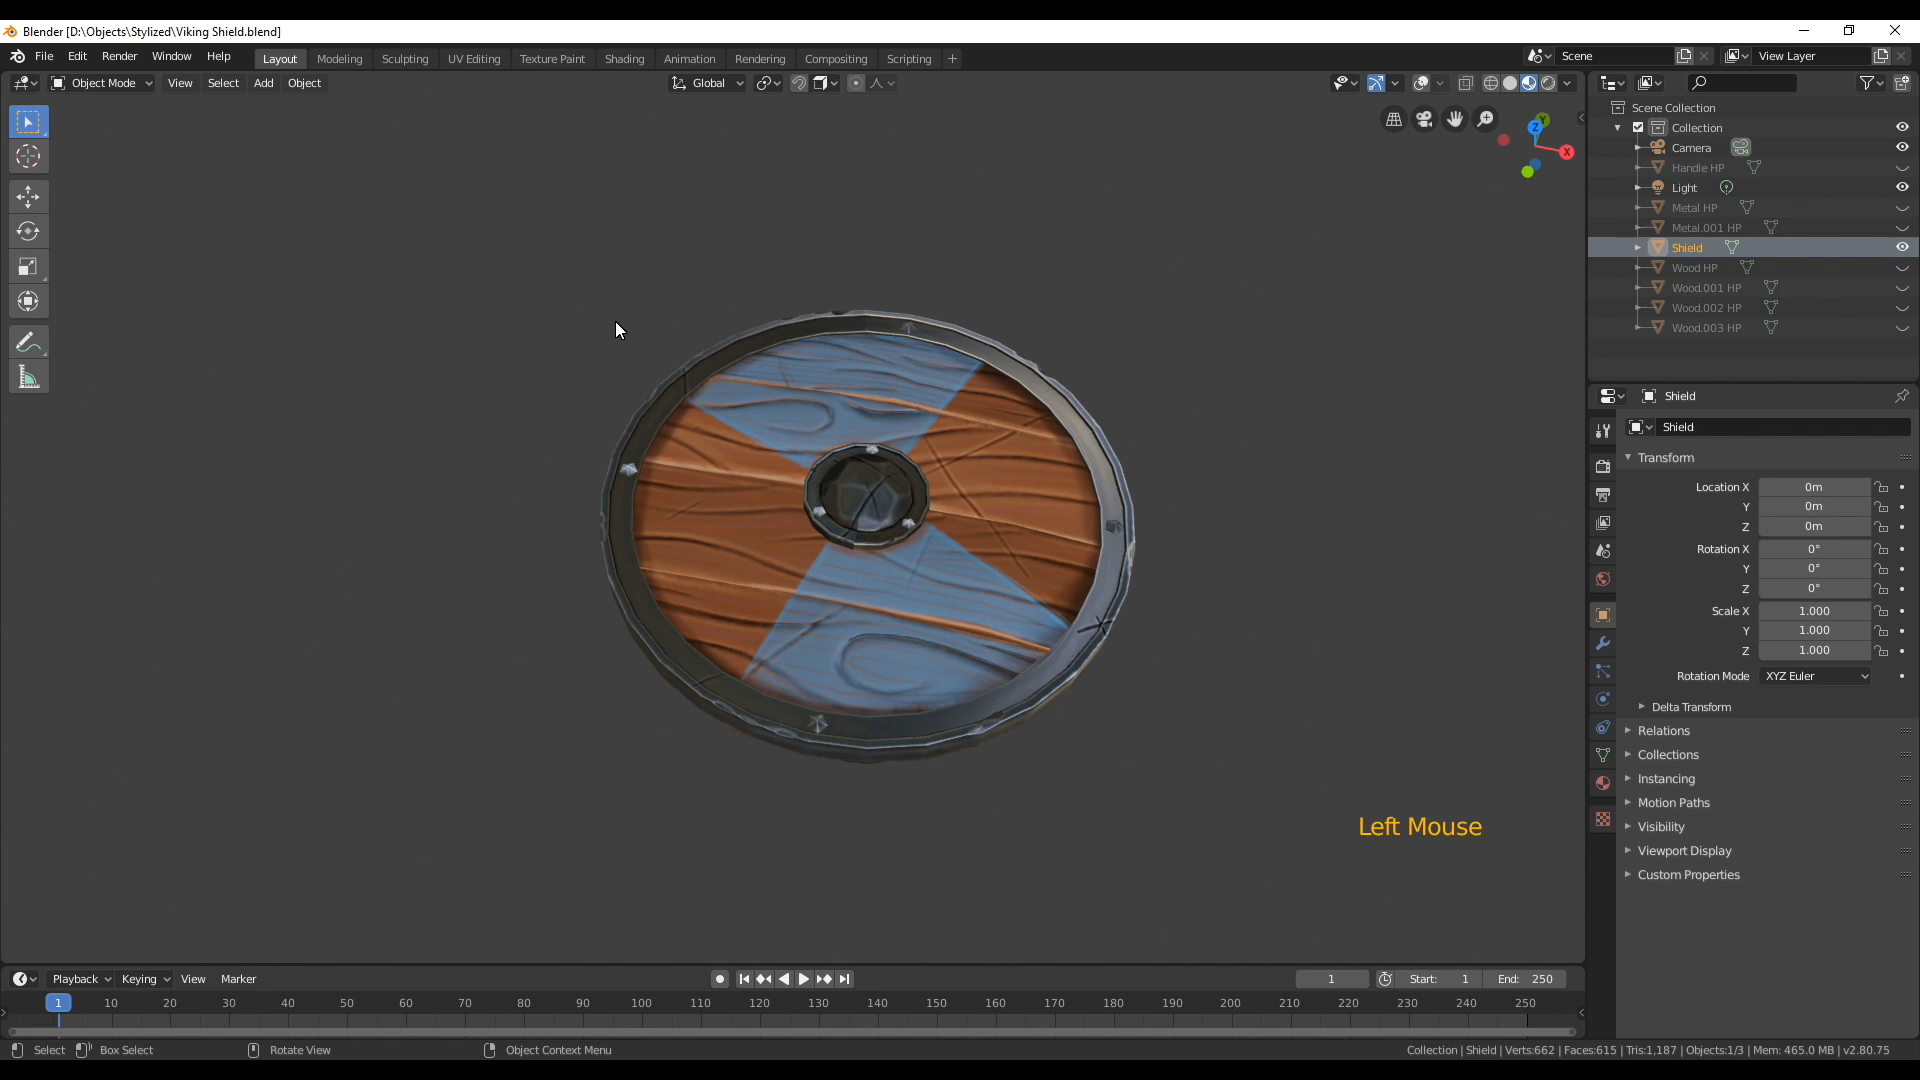 Blender [D:\Objects\Stylized\Viking Shield.blend]
File Edit Render Window Help Layout Modeling Sculpting UV Editing Texture Paint Shading Animation Rendering Compositing Scripting + Scene View Layer
Object Mode View Select Add Object Global
Scene Collection
Collection
Camera
Handle HP
Light
Metal HP
Metal.001 HP
Shield
Wood HP
Wood.001 HP
Wood.002 HP
Wood.003 HP
Z Y X
Shield
Shield
Transform
Location X 0m
Y 0m
Z 0m
Rotation X 0°
Y 0°
Z 0°
Scale X 1.000
Y 1.000
Z 1.000
Rotation Mode XYZ Euler
Delta Transform
Relations
Collections
Instancing
Motion Paths
Visibility
Viewport Display
Custom Properties
Left Mouse
Playback Keying View Marker 1 Start: 1 End: 250
1 10 20 30 40 50 60 70 80 90 100 110 120 130 140 150 160 170 180 190 200 210 220 230 240 250
Select Box Select Rotate View Object Context Menu Collection | Shield | Verts:662 | Faces:615 | Tris:1,187 | Objects:1/3 | Mem: 465.0 MB | v2.80.75